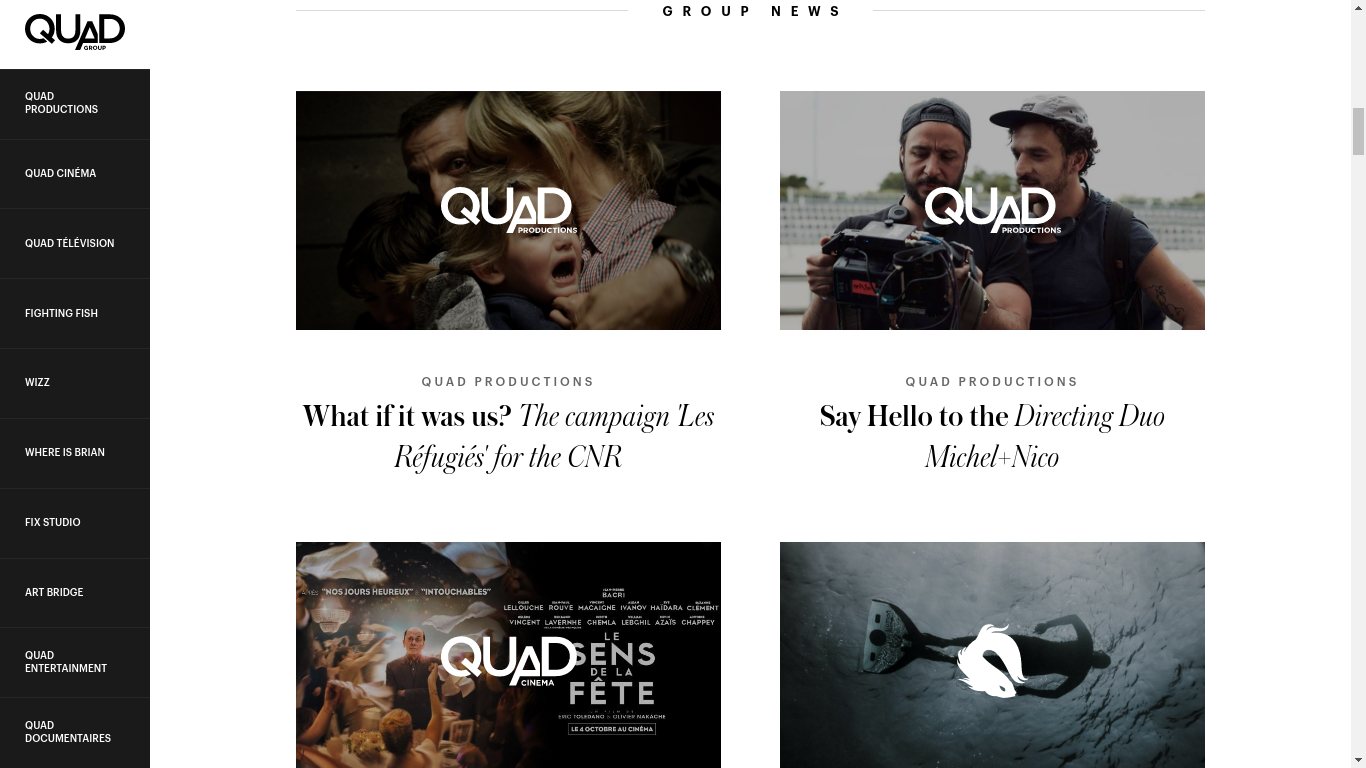 QUAD
GROUP
GROUP NEWS
QUAD
PRODUCTIONS
QUAD CINÉMA
QUAD TÉLÉVISION
FIGHTING FISH
WIZZ
WHERE IS BRIAN
FIX STUDIO
ART BRIDGE
QUAD
ENTERTAINMENT
QUAD
DOCUMENTAIRES
QUAD
PRODUCTIONS
QUAD
PRODUCTIONS
QUAD PRODUCTIONS
What if it was us? The campaign 'Les
Réfugiés' for the CNR
QUAD PRODUCTIONS
Say Hello to the Directing Duo
Michel+Nico
"NOS JOURS HEUREUX" "INTOUCHABLES"
BACRI
LELLOUCHE ROUVE MACAIGNE IVANOV HAÏDARA CLÉMENT
VINCENT LAVERNHE CHEMLA LEBGHIL AZAÏS CHAPPEY
QUAD
CINEMA
LE
SENS
DE LA
FÊTE
ERIC TOLEDANO & OLIVIER NAKACHE
LE 4 OCTOBRE AU CINÉMA